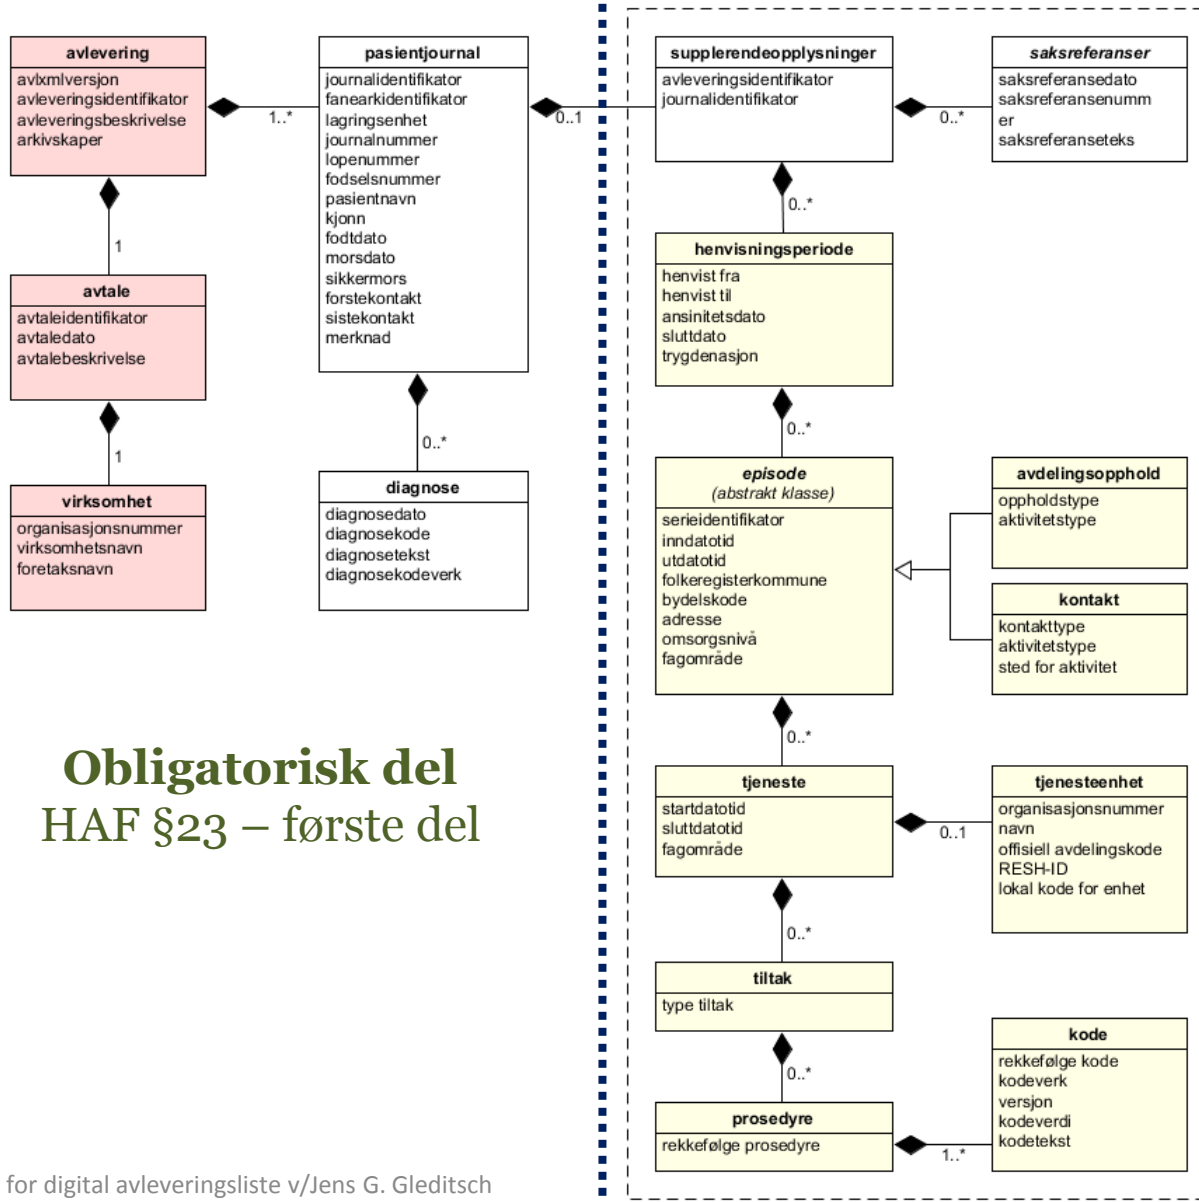 avlevering
avlxmlversjon
avleveringsidentifikator
avleveringsbeskrivelse
arkivskaper
1..*
1
avtale
avtaleidentifikator
avtaledato
avtalebeskrivelse
1
virksomhet
organisasjonsnummer
virksomhetsnavn
foretaksnavn
pasientjournal
journalidentifikator
fanearkidentifikator
lagringsenhet
journalnummer
lopenummer
fodselsnummer
pasientnavn
kjonn
fodtdato
morsdato
sikkermors
forstekontakt
sistekontakt
merknad
0..1
0..*
diagnose
diagnosedato
diagnosekode
diagnosetekst
diagnosekodeverk
Obligatorisk del
HAF §23 – første del
for digital avleveringsliste v/Jens G. Gleditsch
supplerendeopplysninger
avleveringsidentifikator
journalidentifikator
0..*
saksreferanser
saksreferansedato
saksreferansenumm
er
saksreferanseteks
0..*
henvisningsperiode
henvist fra
henvist til
ansinitetsdato
sluttdato
trygdenasjon
0..*
episode
(abstrakt klasse)
serieidentifikator
inndatotid
utdatotid
folkeregisterkommune
bydelskode
adresse
omsorgsnivå
fagområde
avdelingsopphold
oppholdstype
aktivitetstype
kontakt
kontakttype
aktivitetstype
sted for aktivitet
0..*
tjeneste
startdatotid
sluttdatotid
fagområde
0..1
tjenesteenhet
organisasjonsnummer
navn
offisiell avdelingskode
RESH-ID
lokal kode for enhet
0..*
tiltak
type tiltak
0..*
prosedyre
rekkefølge prosedyre
1..*
kode
rekkefølge kode
kodeverk
versjon
kodeverdi
kodetekst